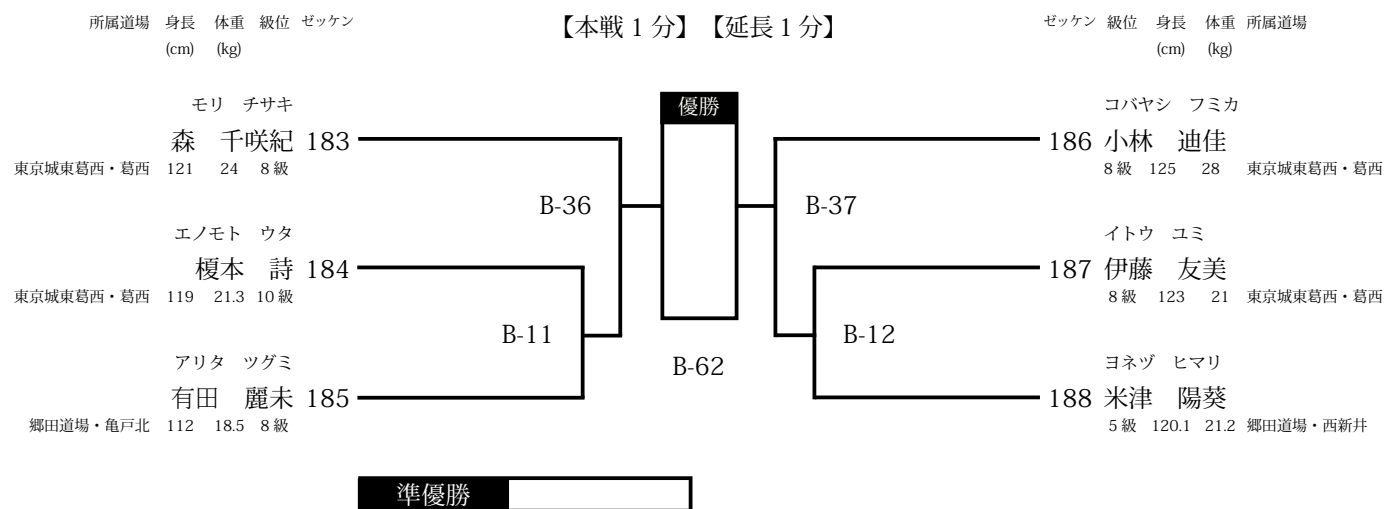 所属道場 身長 体重 級位 ゼッケン 【本戦 1 分】【延長 1 分】 ゼッケン 級位 身長 体重 所属道場
(cm) (kg) (cm) (kg)
モリ チサキ 優勝 コバヤシ フミカ
森 千咲紀 183 186 小林 迪佳
東京城東葛西・葛西 121 24 8 級 8 級 125 28 東京城東葛西・葛西
B-36 B-37
エノモト ウタ イトウ ユミ
榎本 詩 184 187 伊藤 友美
東京城東葛西・葛西 119 21.3 10 級 8 級 123 21 東京城東葛西・葛西
B-11 B-12
アリタ ツグミ B-62 ヨネヅ ヒマリ
有田 麗未 185 188 米津 陽葵
郷田道場・亀戸北 112 18.5 8 級 5 級 120.1 21.2 郷田道場・西新井
準優勝